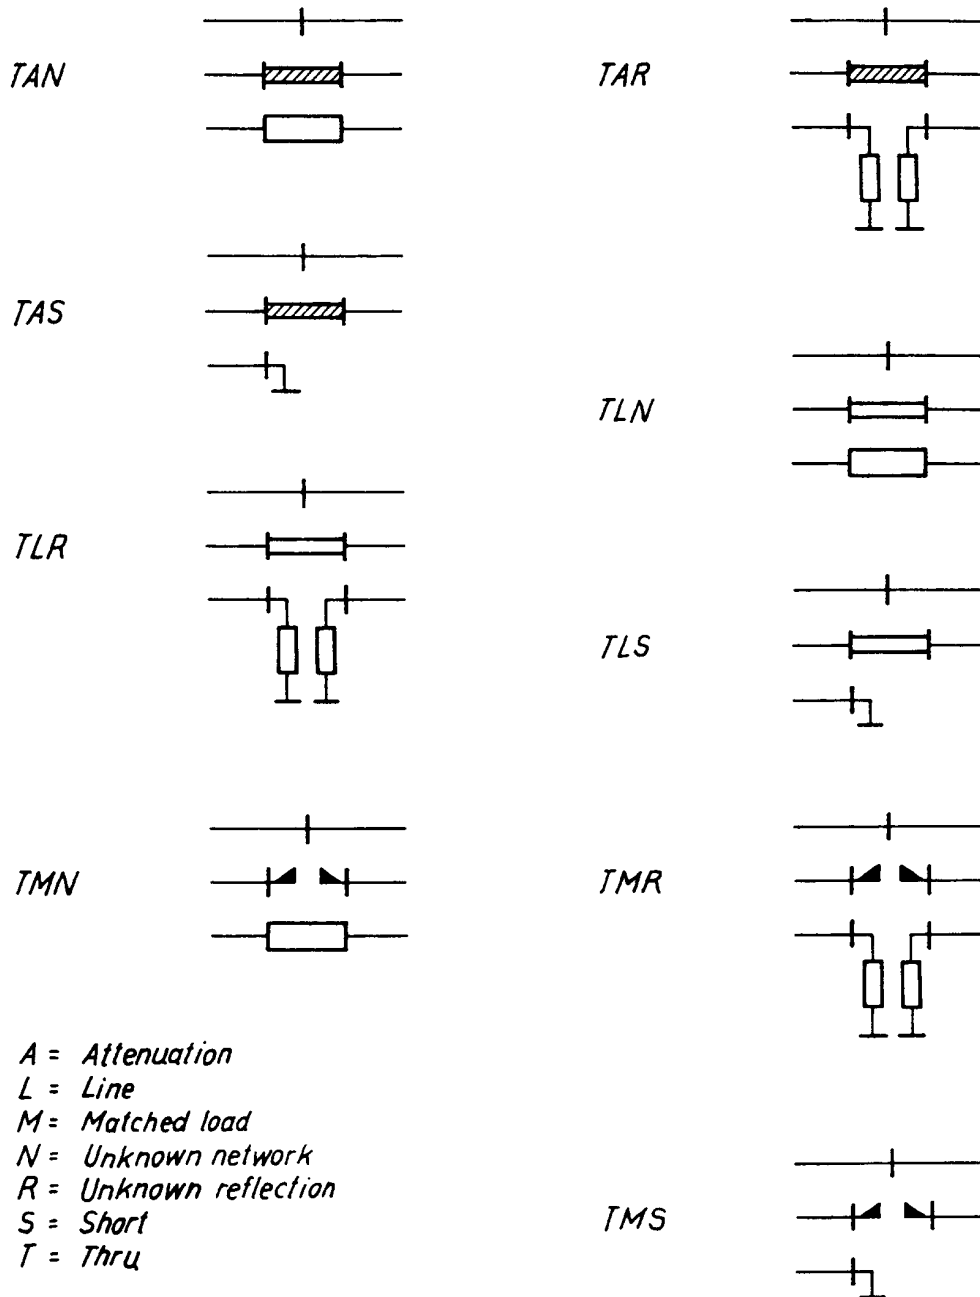 TAN
TAR
TAS
TLN
TLR
TLS
TMN
TMR
A = Attenuation
L = Line
M = Matched load
N = Unknown network
R = Unknown reflection
S = Short
T = Thru
TMS